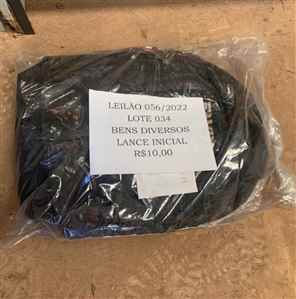 LEILÃO 056/2022
LOTE 034
BENS DIVERSOS
LANCE INICIAL
R$10,00